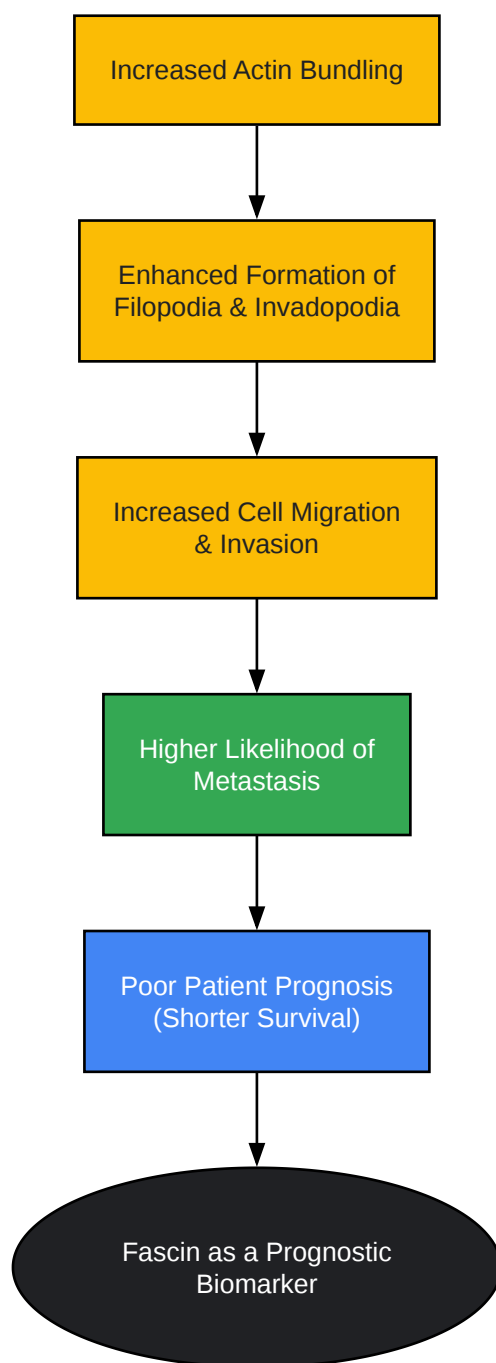 Increased Actin Bundling
Enhanced Formation of
Filopodia & Invadopodia
Increased Cell Migration
& Invasion
Higher Likelihood of
Metastasis
Poor Patient Prognosis
(Shorter Survival)
Fascin as a Prognostic
Biomarker